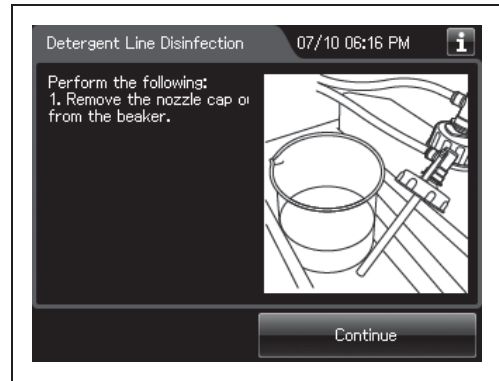 Detergent Line Disinfection
07/10 06:16 PM
i
Perform the following:
1. Remove the nozzle cap
from the beaker.
Continue